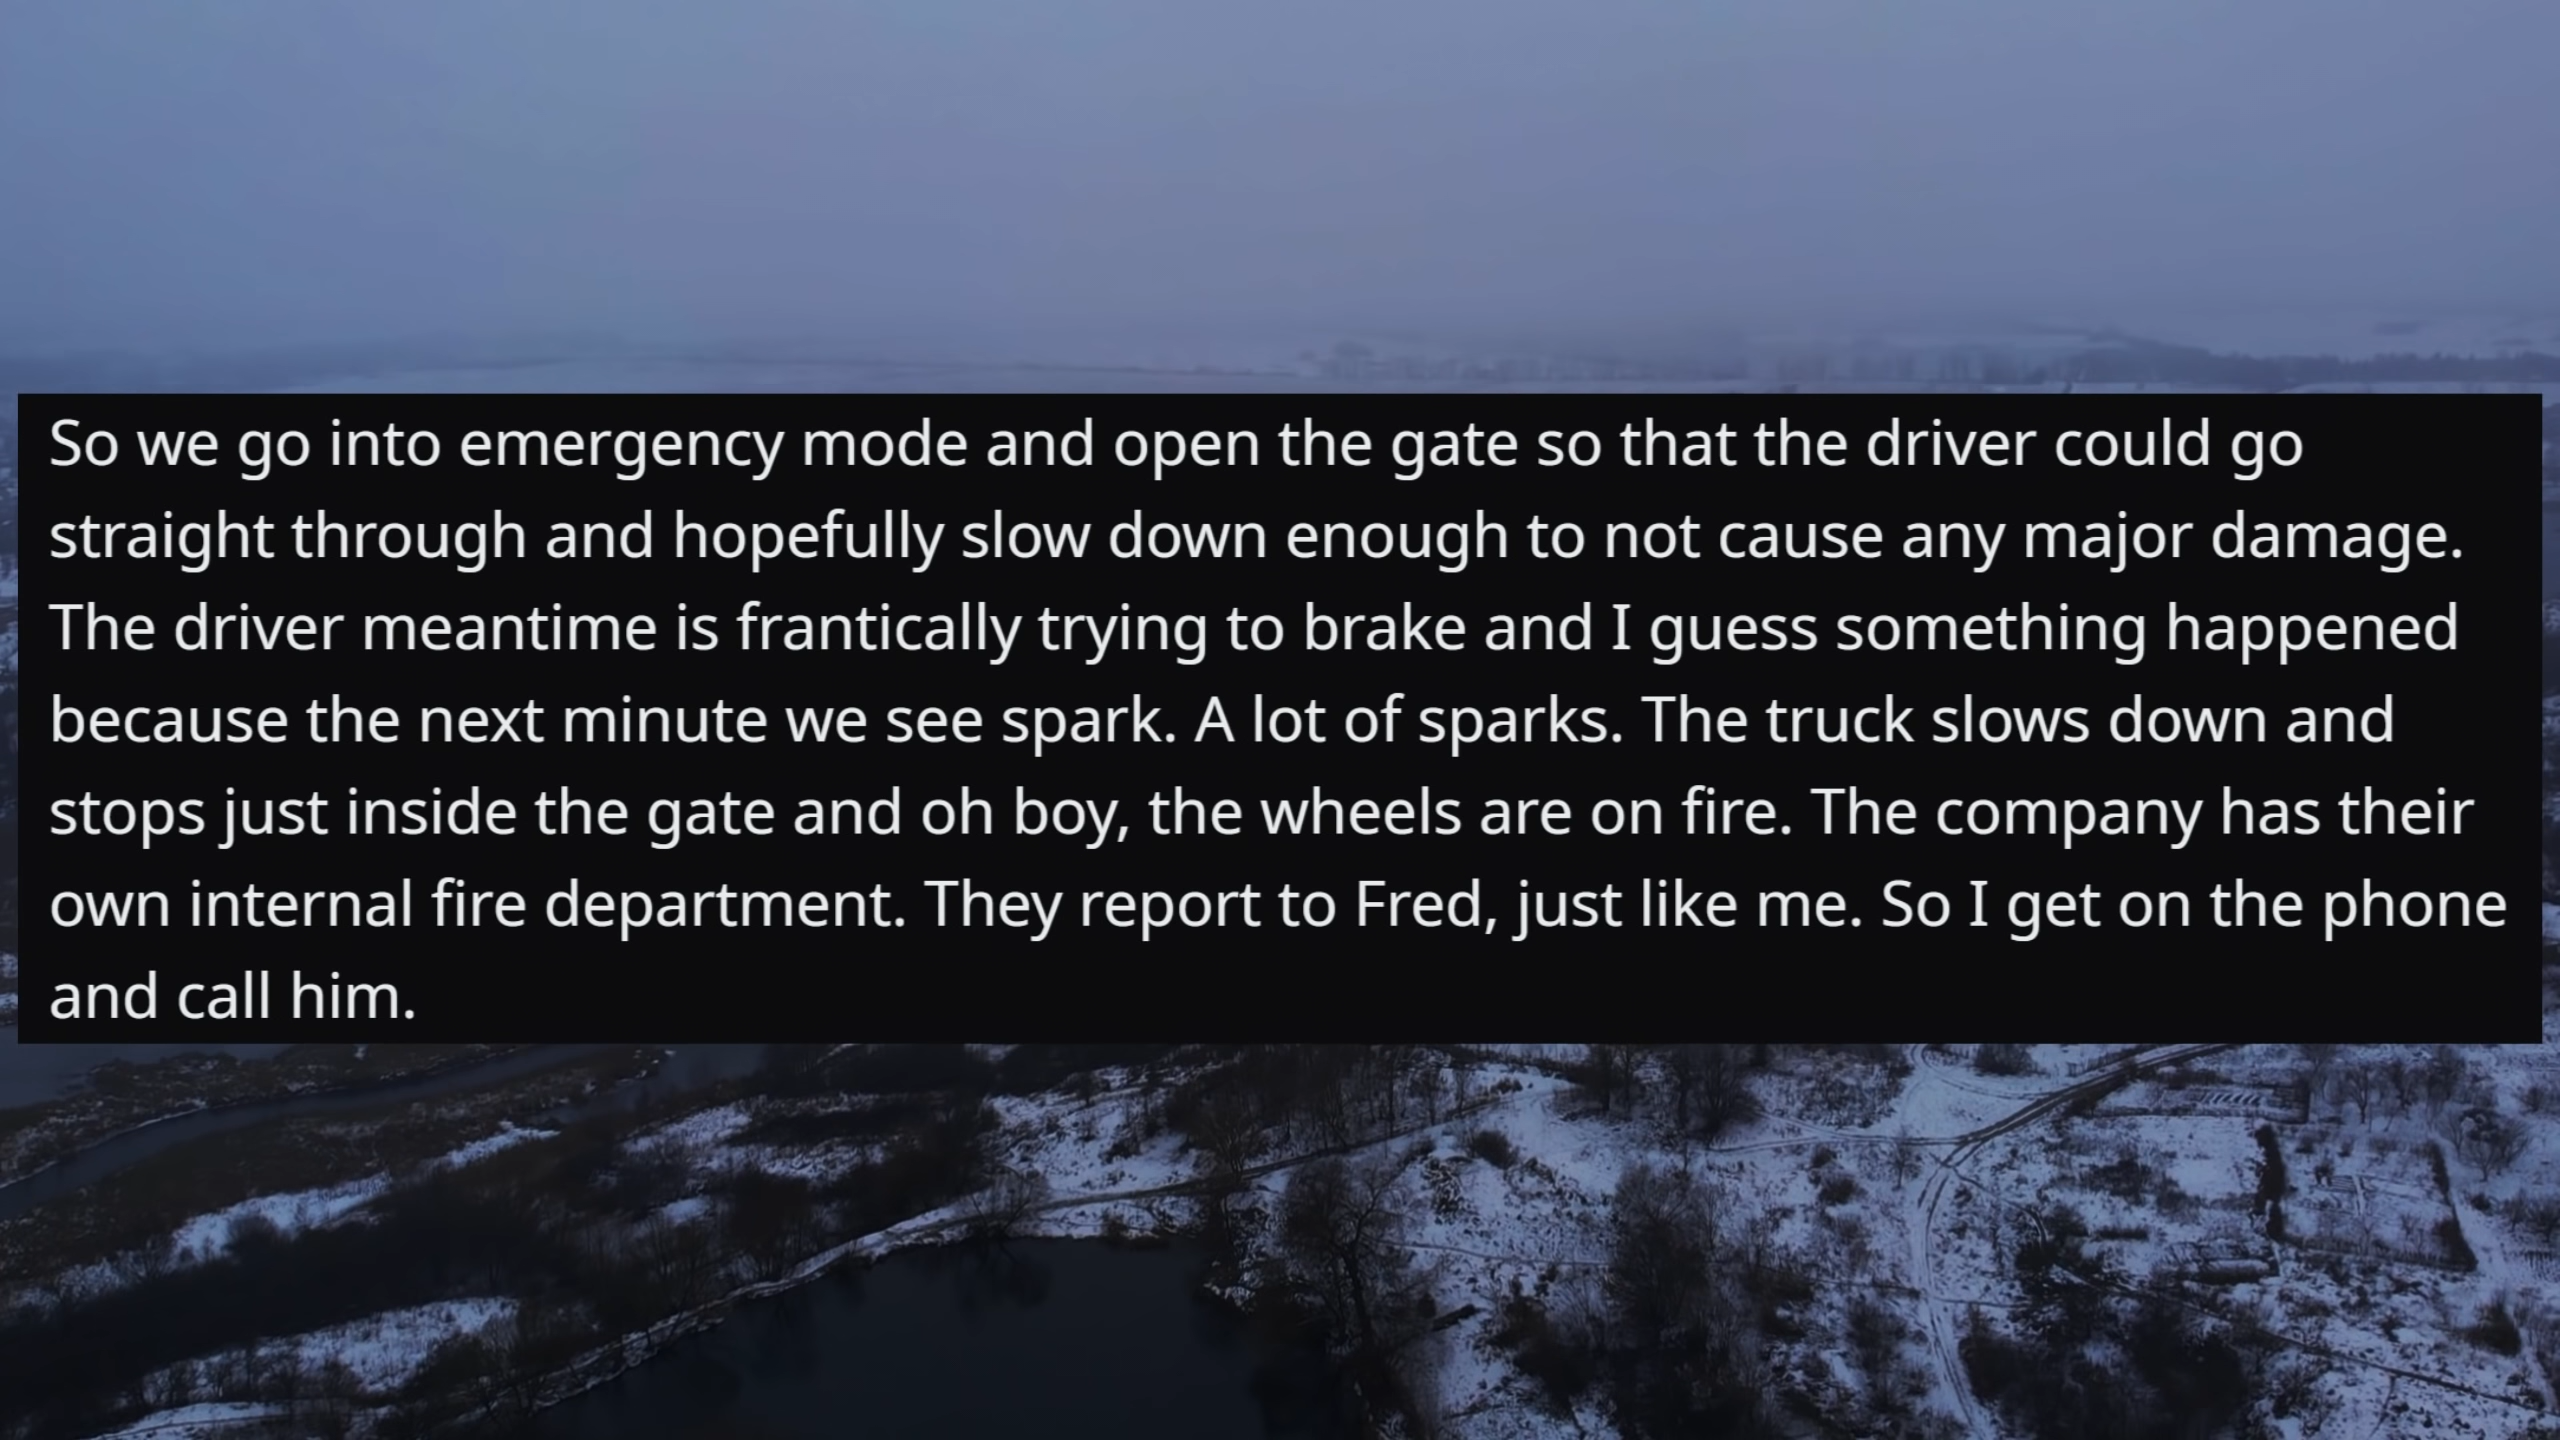 So we go into emergency mode and open the gate so that the driver could go
straight through and hopefully slow down enough to not cause any major damage.
The driver meantime is frantically trying to brake and I guess something happened
because the next minute we see spark. A lot of sparks. The truck slows down and
stops just inside the gate and oh boy, the wheels are on fire. The company has their
own internal fire department. They report to Fred, just like me. So I get on the phone
and call him.